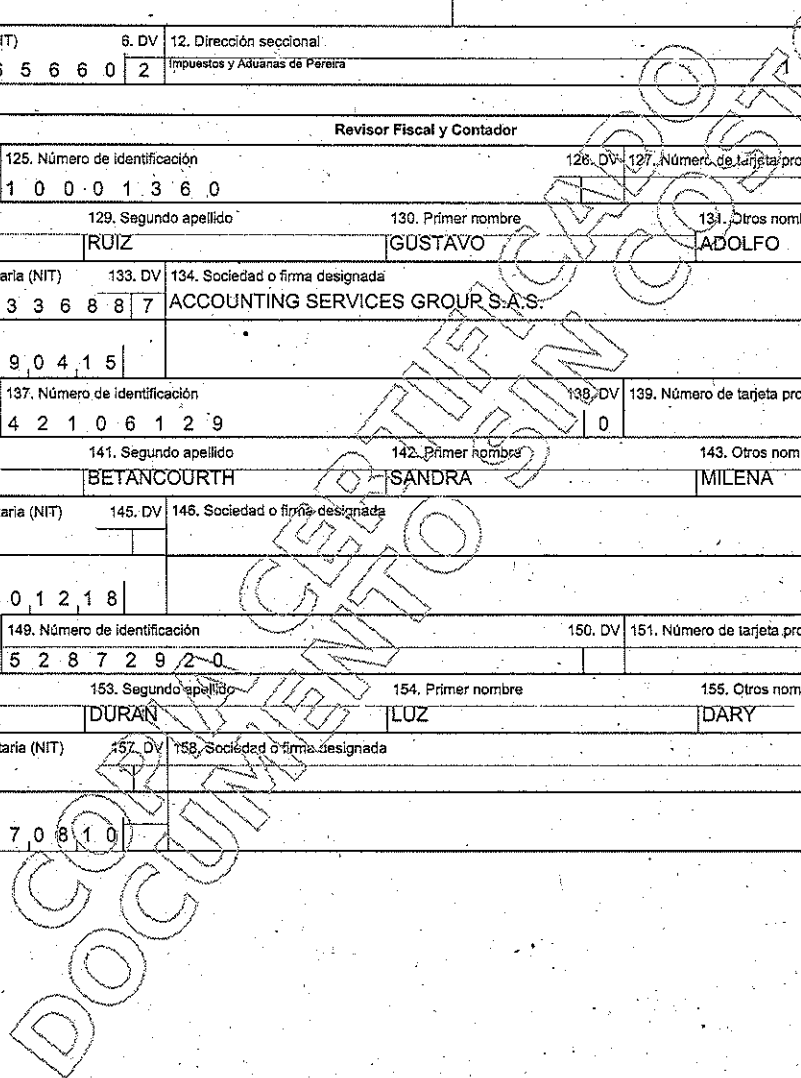 IT) 6. DV 12. Dirección seccional
5 6 6 0 2 Impuestos y Aduanas de Pereira 1
Revisor Fiscal y Contador
125. Número de identificación 126. DV 127. Número de tarjeta pro
1 0 0 0 1 3 6 0
129. Segundo apellido 130. Primer nombre 131. Otros nom
RUIZ GUSTAVO ADOLFO
taria (NIT) 133. DV 134. Sociedad o firma designada
3 3 6 8 8 7 ACCOUNTING SERVICES GROUP S.A.S.
9 0 4 1 5
137. Número de identificación 138. DV 139. Número de tarjeta pro
4 2 1 0 6 1 2 9 0
141. Segundo apellido 142. Primer nombre 143. Otros nom
BETANCOURTH SANDRA MILENA
taria (NIT) 145. DV 146. Sociedad o firma designada
0 1 2 1 8
149. Número de identificación 150. DV 151. Número de tarjeta pro
5 2 8 7 2 9 2 0
153. Segundo apellido 154. Primer nombre 155. Otros nom
DURAN LUZ DARY
taria (NIT) 157. DV 158. Sociedad o firma designada
7 0 8 1 0
COPIA CERTIFICADO
DOCUMENTO SIN COSTO